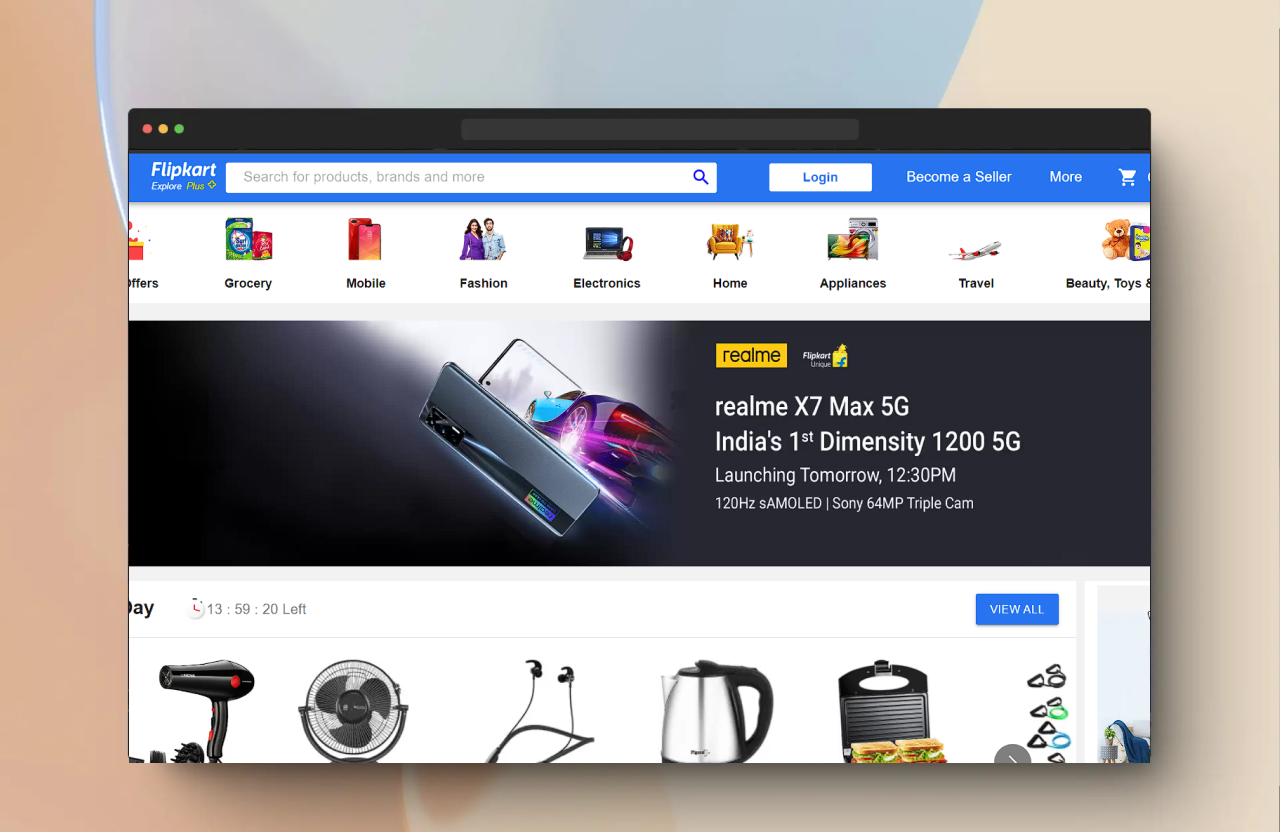 Flipkart
Explore Plus
Search for products, brands and more
Login
Become a Seller
More
Offers
Grocery
Mobile
Fashion
Electronics
Home
Appliances
Travel
Beauty, Toys &
realme
Flipkart
Unique
realme X7 Max 5G
India's 1st Dimensity 1200 5G
Launching Tomorrow, 12:30PM
120Hz sAMOLED | Sony 64MP Triple Cam
Day
13 : 59 : 20 Left
VIEW ALL